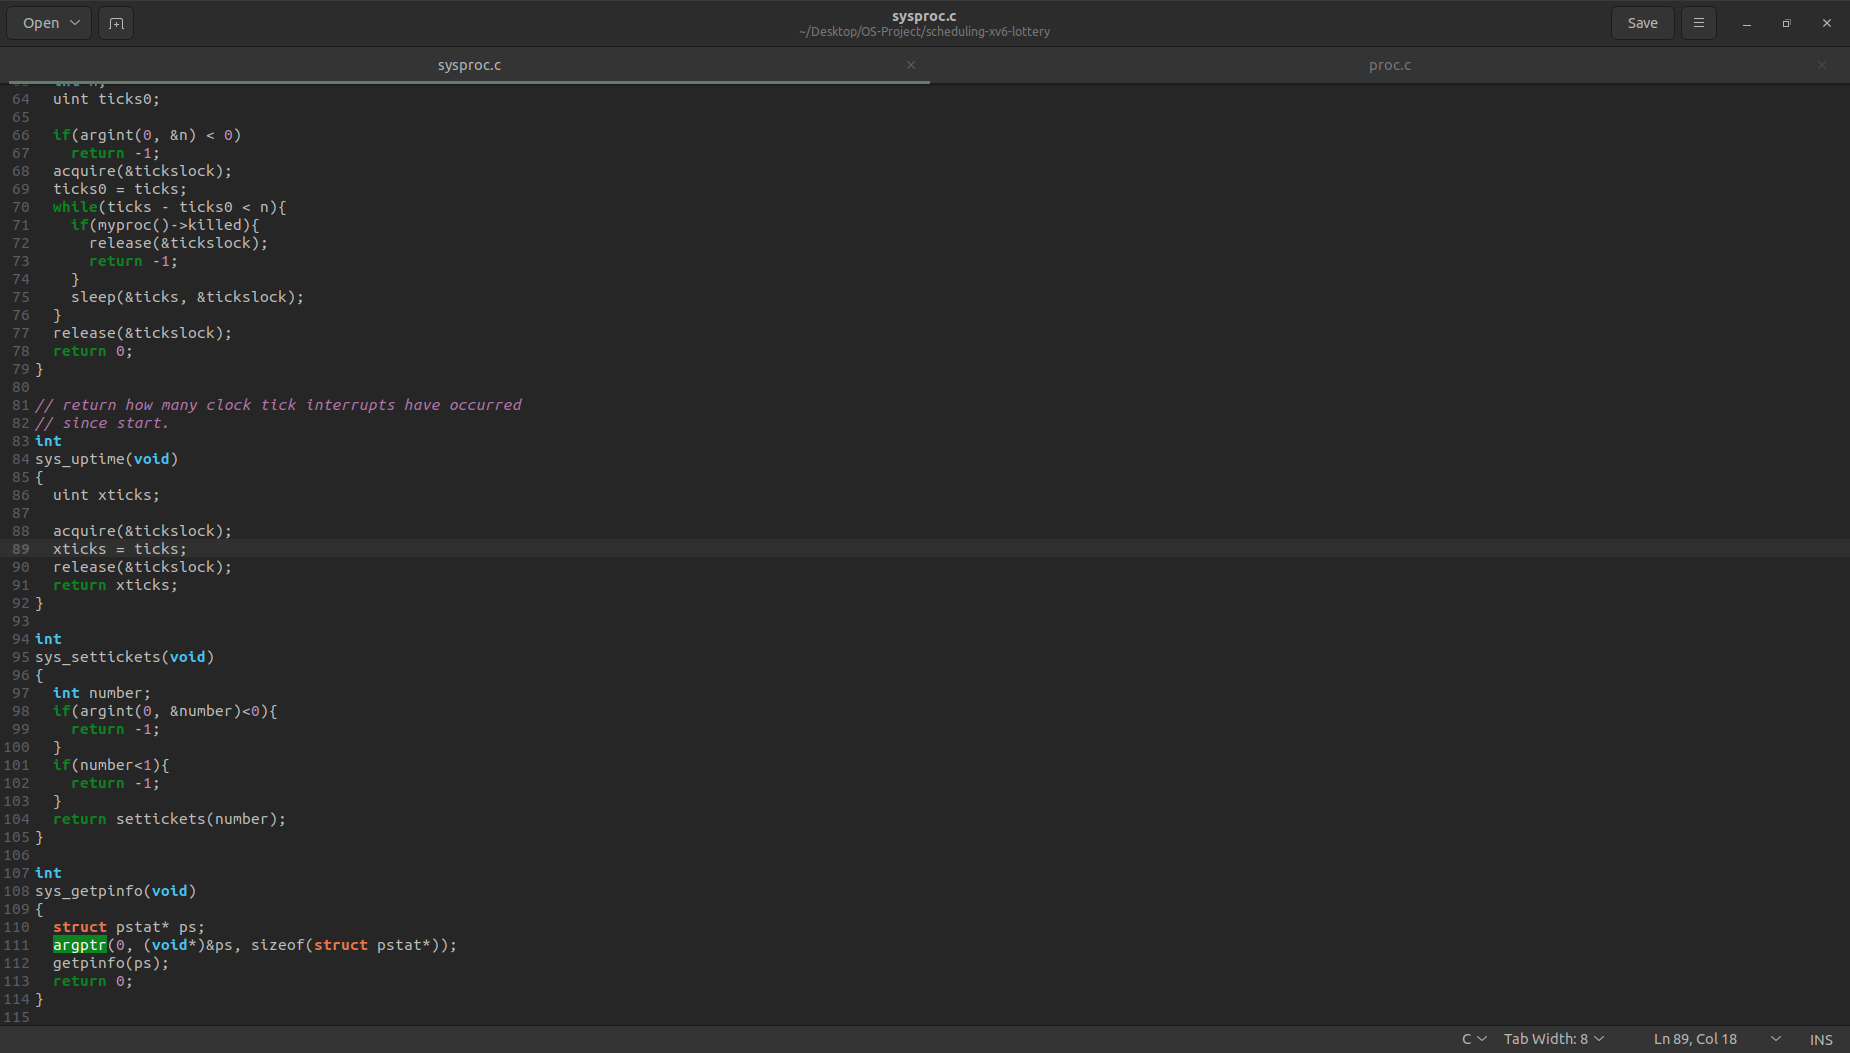 Open
sysproc.c
~/Desktop/OS-Project/scheduling-xv6-lottery
Save
sysproc.c
proc.c
64 uint ticks0;
65
66 if(argint(0, &n) < 0)
67 return -1;
68 acquire(&tickslock);
69 ticks0 = ticks;
70 while(ticks - ticks0 < n){
71 if(myproc()->killed){
72 release(&tickslock);
73 return -1;
74 }
75 sleep(&ticks, &tickslock);
76 }
77 release(&tickslock);
78 return 0;
79 }
80
81 // return how many clock tick interrupts have occurred
82 // since start.
83 int
84 sys_uptime(void)
85 {
86 uint xticks;
87
88 acquire(&tickslock);
89 xticks = ticks;
90 release(&tickslock);
91 return xticks;
92 }
93
94 int
95 sys_settickets(void)
96 {
97 int number;
98 if(argint(0, &number)<0){
99 return -1;
100 }
101 if(number<1){
102 return -1;
103 }
104 return settickets(number);
105 }
106
107 int
108 sys_getpinfo(void)
109 {
110 struct pstat* ps;
111 argptr(0, (void*)&ps, sizeof(struct pstat*));
112 getpinfo(ps);
113 return 0;
114 }
115
C Tab Width: 8 Ln 89, Col 18 INS